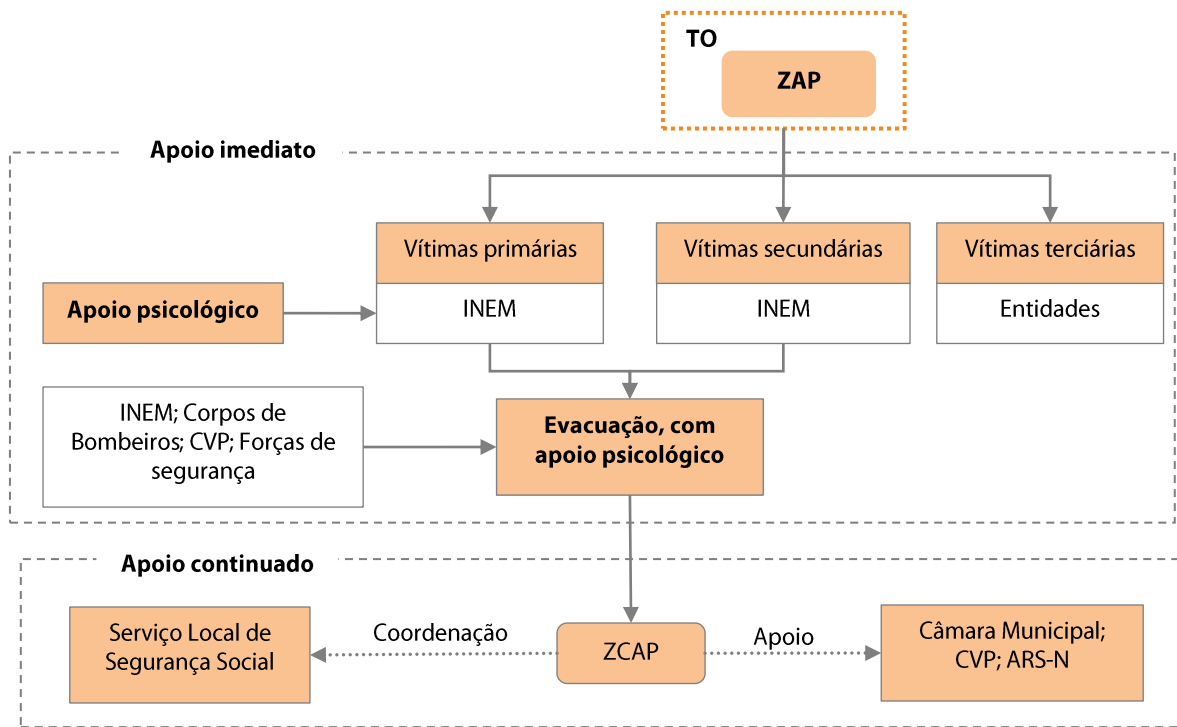 TO
ZAP
Apoio imediato
Vítimas primárias
Vítimas secundárias
Vítimas terciárias
Apoio psicológico
INEM
INEM
Entidades
INEM; Corpos de
Bombeiros; CVP; Forças de
segurança
Evacuação, com
apoio psicológico
Apoio continuado
Serviço Local de
Segurança Social
Coordenação
ZCAP
Apoio
Câmara Municipal;
CVP; ARS-N